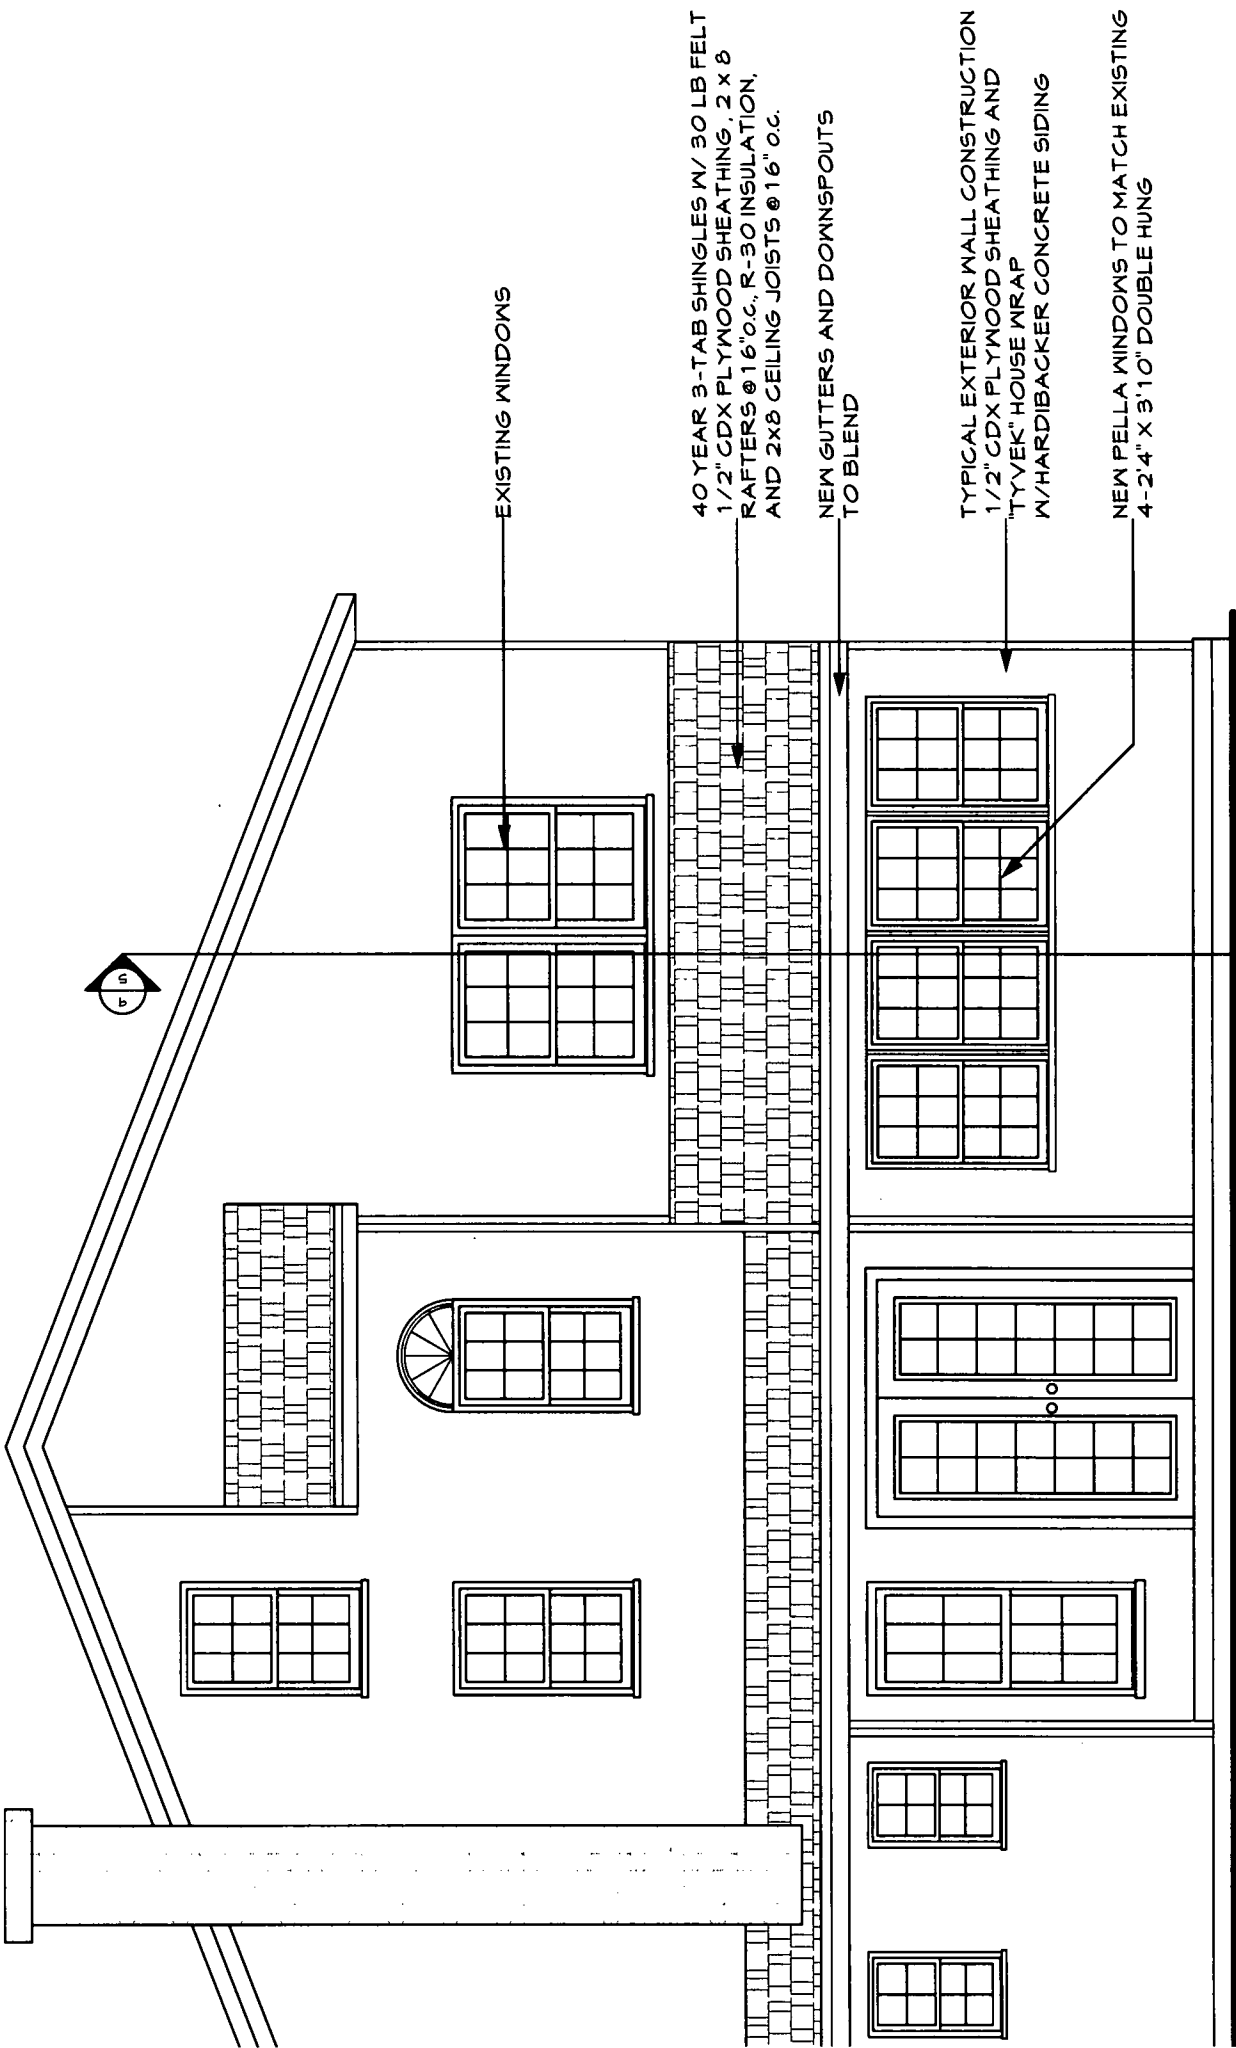 EXISTING WINDOWS
40 YEAR 3-TAB SHINGLES W/ 30 LB FELT
1/2" CDX PLYWOOD SHEATHING, 2 X 8
RAFTERS @ 16" O.C., R-30 INSULATION,
AND 2X8 CEILING JOISTS @ 16" O.C.
NEW GUTTERS AND DOWNSPOUTS
TO BLEND
TYPICAL EXTERIOR WALL CONSTRUCTION
1/2" CDX PLYWOOD SHEATHING AND
"TYVEK" HOUSE WRAP
W/HARDIBACKER CONCRETE SIDING
NEW PELLA WINDOWS TO MATCH EXISTING
4-2'4" X 3'10" DOUBLE HUNG